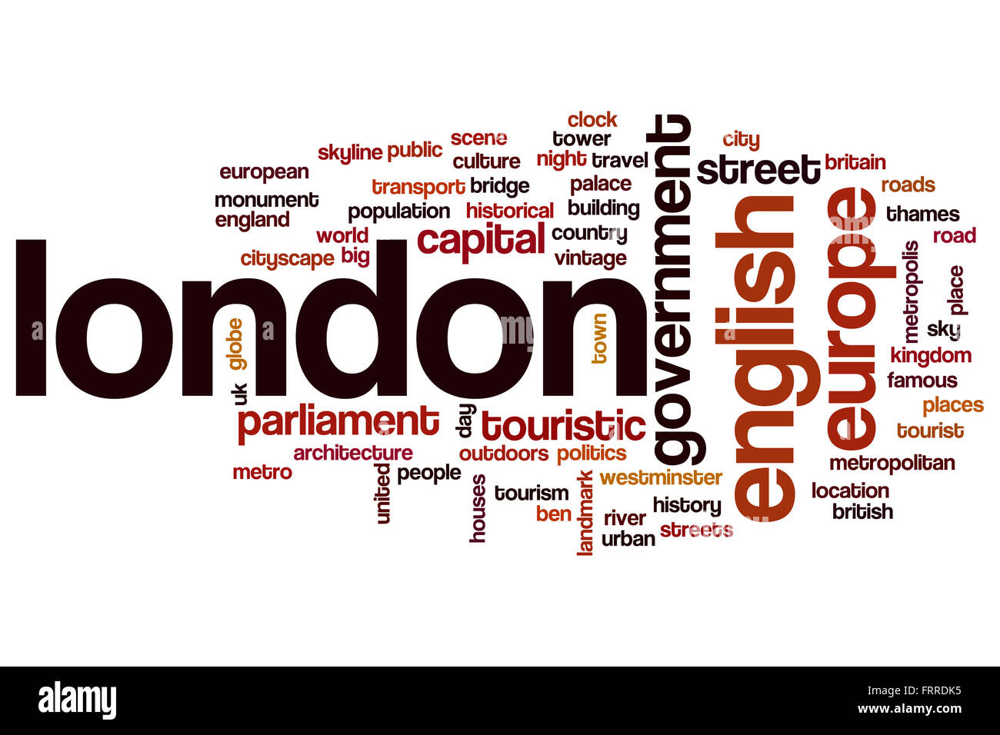 clock
scene
tower
city
skyline
public
culture
night
travel
street
britain
european
transport
bridge
palace
roads
monument
population
historical
building
thames
england
world
capital
country
road
cityscape
big
vintage
london
government
english
europe
metropolis
place
globe
town
sky
kingdom
famous
uk
places
parliament
day
touristic
tourist
architecture
outdoors
politics
metropolitan
metro
united
people
houses
tourism
landmark
westminster
location
ben
river
history
british
urban
streets
a
a
a
alamy
Image ID: FRRDK5
www.alamy.com